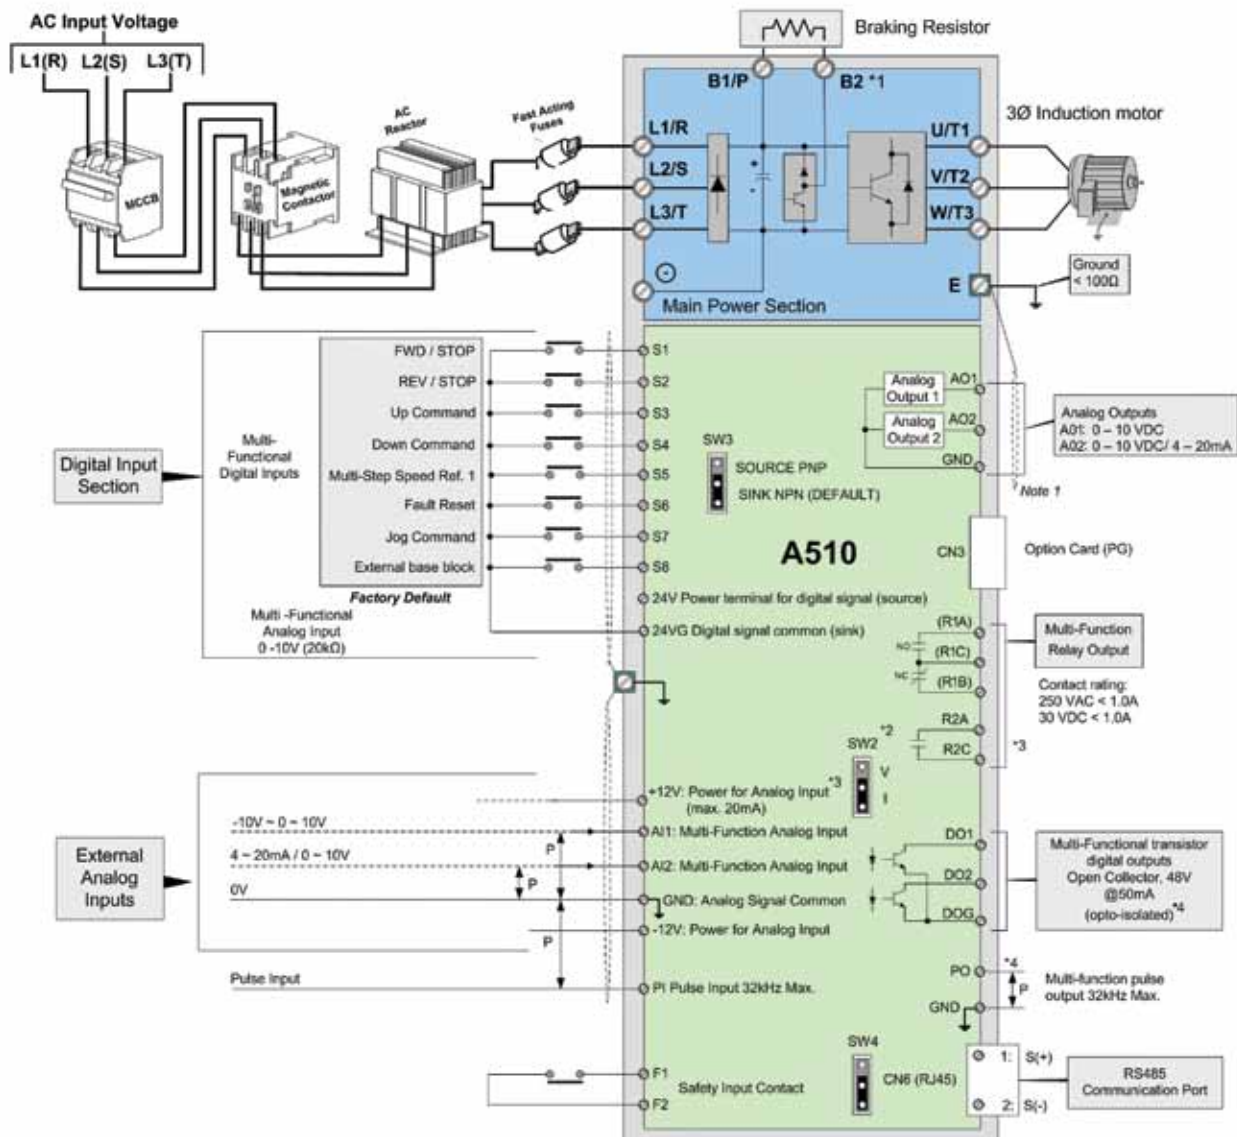 AC Input Voltage
L1(R) L2(S) L3(T)
MCCB
Magnetic
Contactor
AC
Reactor
Fast Acting
Fuses
Braking Resistor
B1/P
B2 *1
L1/R
L2/S
L3/T
+
-
U/T1
V/T2
W/T3
3Ø Induction motor
-
Main Power Section
E
Ground
< 100Ω
Digital Input
Section
Multi-
Functional
Digital Inputs
FWD / STOP
REV / STOP
Up Command
Down Command
Multi-Step Speed Ref. 1
Fault Reset
Jog Command
External base block
Factory Default
Multi -Functional
Analog Input
0 -10V (20kΩ)
S1
S2
S3
S4
S5
S6
S7
S8
24V Power terminal for digital signal (source)
24VG Digital signal common (sink)
SW3
SOURCE PNP
SINK NPN (DEFAULT)
A510
Analog
Output 1
Analog
Output 2
AO1
AO2
GND
Analog Outputs
A01: 0 – 10 VDC
A02: 0 – 10 VDC/ 4 – 20mA
Note 1
CN3
Option Card (PG)
(R1A)
NO
(R1C)
NC
(R1B)
Multi-Function
Relay Output
Contact rating:
250 VAC < 1.0A
30 VDC < 1.0A
R2A
*2
R2C
*3
SW2
V
I
*3
External
Analog
Inputs
-10V ~ 0 ~ 10V
4 ~ 20mA / 0 ~ 10V
0V
P
P
P
Pulse Input
+12V: Power for Analog Input
(max. 20mA)
AI1: Multi-Function Analog Input
AI2: Multi-Function Analog Input
GND: Analog Signal Common
-12V: Power for Analog Input
PI Pulse Input 32kHz Max.
DO1
DO2
DOG
Multi-Functional transistor
digital outputs
Open Collector, 48V
@50mA
(opto-isolated)*4
PO
*4
P
GND
Multi-function pulse
output 32kHz Max.
F1
F2
Safety Input Contact
SW4
CN6 (RJ45)
1: S(+)
2: S(-)
RS485
Communication Port